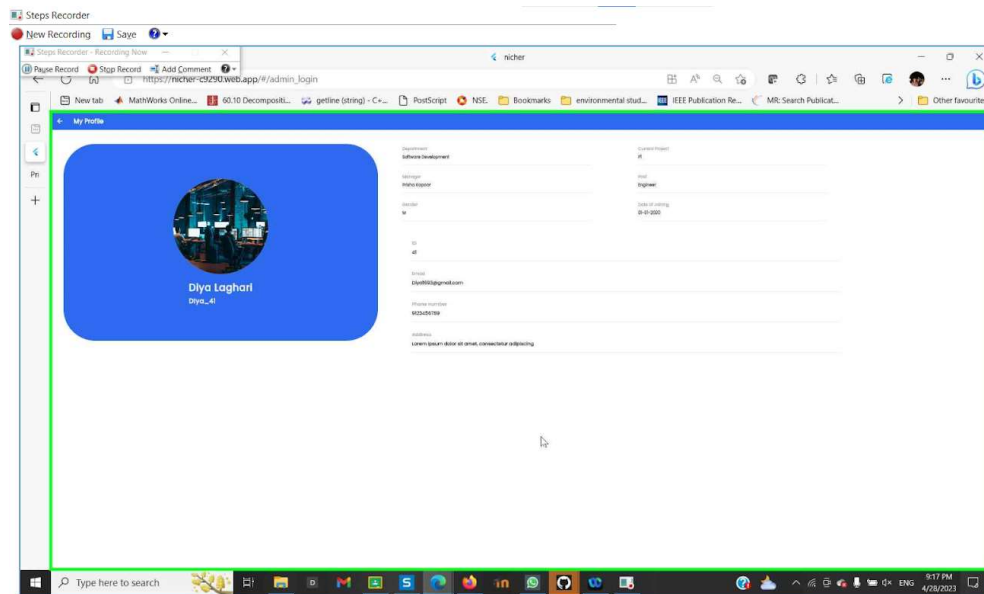 Steps Recorder
New Recording Save
Steps Recorder - Recording Now
Pause Record Stop Record Add Comment
nicher
https://nicher-c9290.web.app/#/admin_login
New tab MathWorks Online... 60.10 Decompositi... getline (string) - C+... PostScript NSE. Bookmarks environmental stud... IEEE Publication Re... MR: Search Publicat... Other favourite
My Profile
Department Current Project
Software Development
Manager
Engineer
Gender Date of Joining
31-01-2020
ID
41
Email
Phone number
9123456789
Address
Lorem ipsum dolor sit amet, consectetur adipiscing
Diya Laghari
Diya_41
Pri
Type here to search
ENG
9:17 PM
4/28/2023